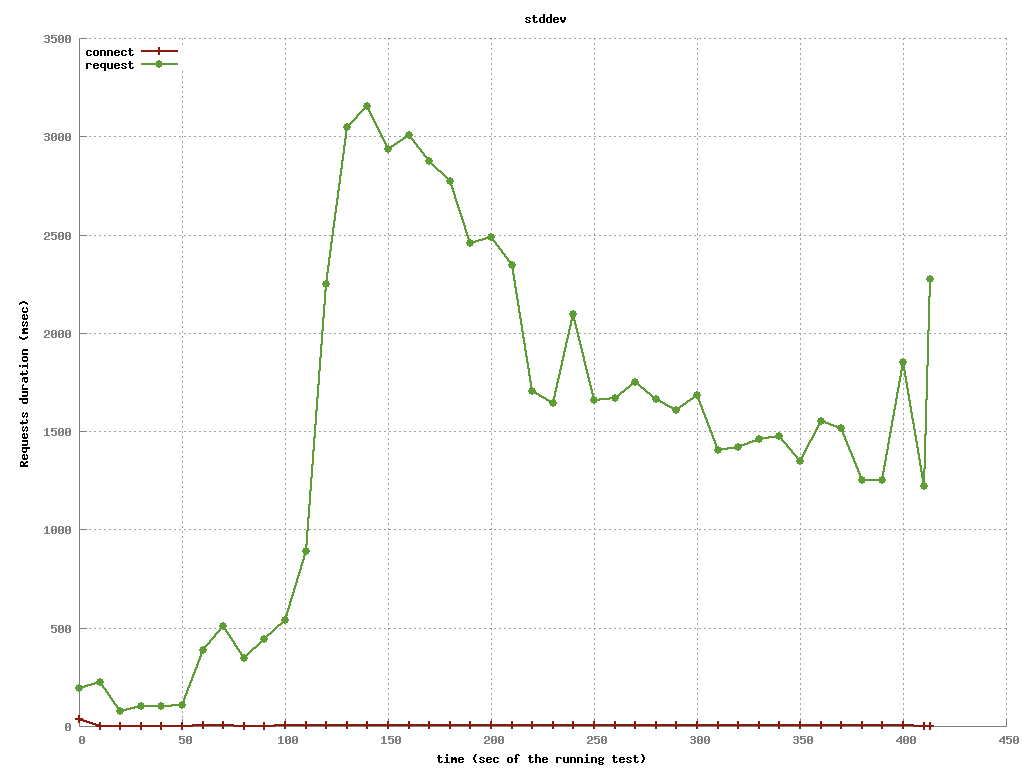 stddev
3500
connect
request
3000
2500
2000
1500
1000
500
0
Requests duration (msec)
0 50 100 150 200 250 300 350 400 450
time (sec of the running test)